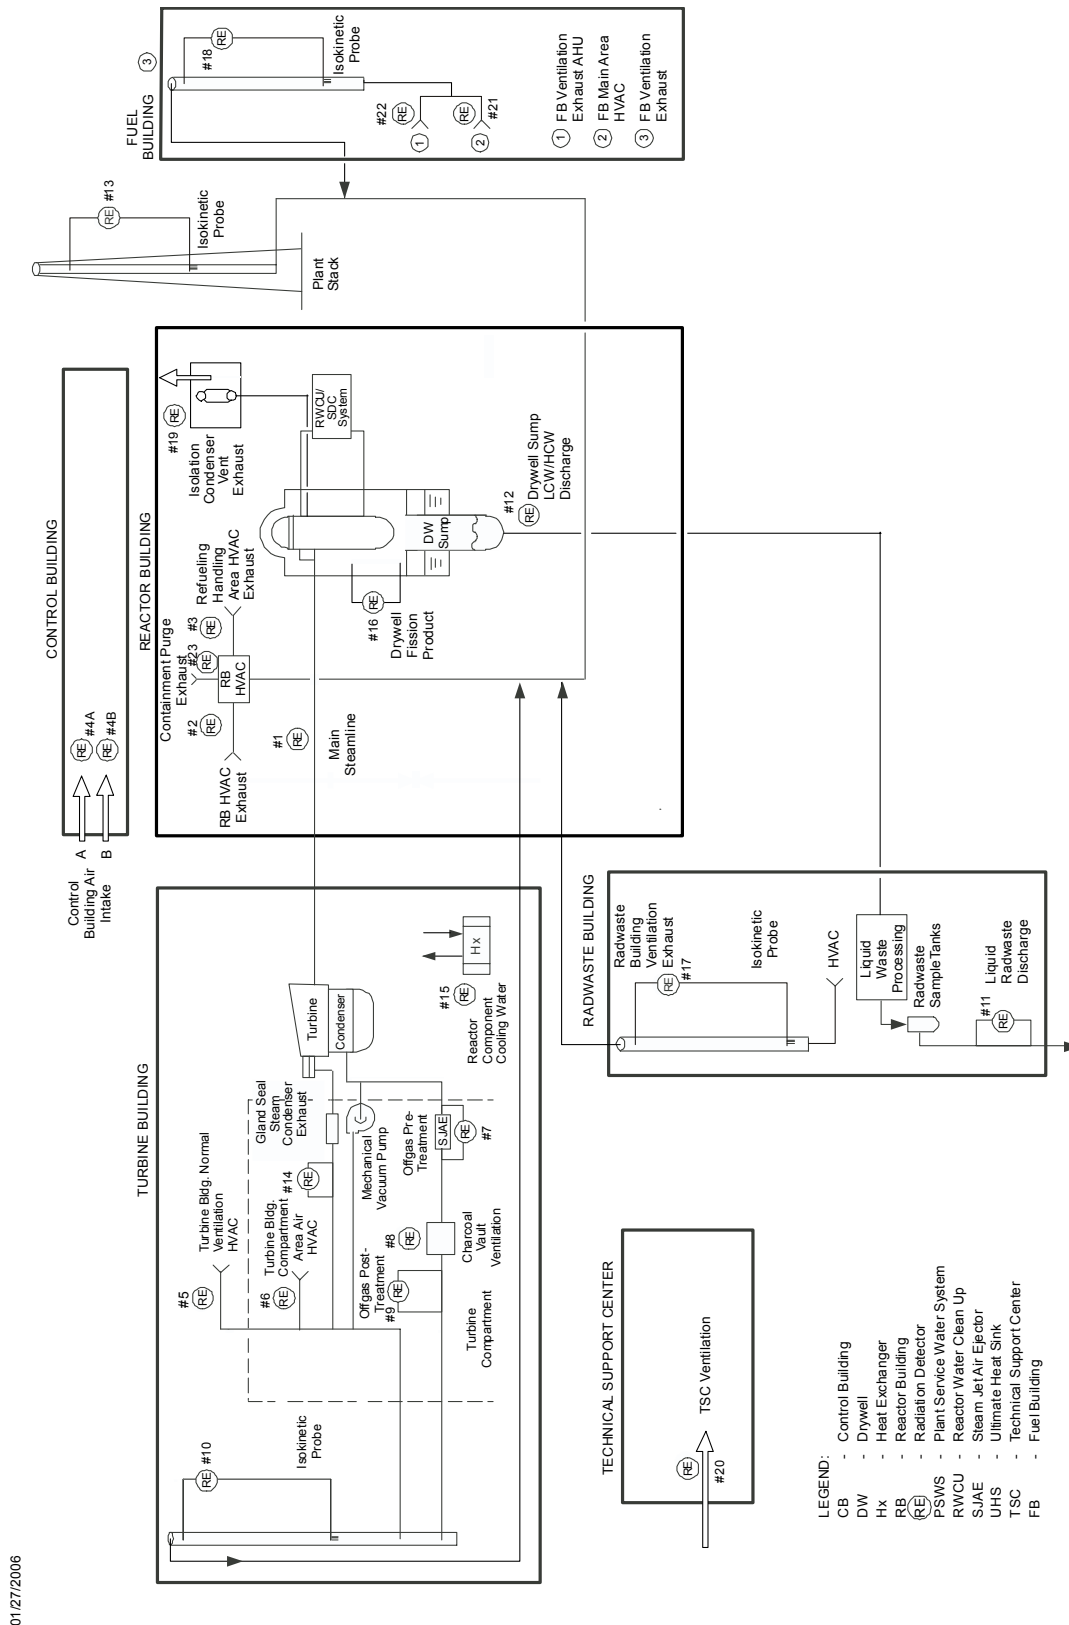 01/27/2006
TURBINE BUILDING
#10
RE
Isokinetic
Probe
#5
RE
Turbine Bldg. Normal
Ventilation
HVAC
#6
RE
Turbine Bldg.
Compartment
Area Air
HVAC
#14
RE
Gland Seal
Steam
Condenser
Exhaust
Mechanical
Vacuum Pump
C
Offgas Post-
Treatment
#9
RE
#8
RE
Charcoal
Vault
Ventilation
Offgas Pre-
Treatment
SJAE
RE
#7
Turbine
Compartment
Turbine
Condenser
#15
RE
Reactor
Component
Cooling Water
Hx
CONTROL BUILDING
Control
Building Air
Intake
A
B
RE
#4A
RE
#4B
REACTOR BUILDING
RB HVAC
Exhaust
#2
RE
Containment Purge
Exhaust
#23
RE
RB
HVAC
#3
RE
Refueling
Handling
Area HVAC
Exhaust
#1
RE
Main
Steamline
#16
RE
Drywell
Fission
Product
#19
RE
Isolation
Condenser
Vent
Exhaust
RWCU/
SDC
System
DW
Sump
#12
RE
Drywell Sump
LCW/HCW
Discharge
Plant
Stack
RE
#13
Isokinetic
Probe
FUEL
BUILDING
3
#18
RE
Isokinetic
Probe
#22
RE
1
RE
#21
2
1 FB Ventilation
Exhaust AHU
2 FB Main Area
HVAC
3 FB Ventilation
Exhaust
RADWASTE BUILDING
Radwaste
Building
Ventilation
Exhaust
RE
#17
Isokinetic
Probe
HVAC
Liquid
Waste
Processing
Radwaste
Sample Tanks
#11
RE
Liquid
Radwaste
Discharge
TECHNICAL SUPPORT CENTER
RE
#20
TSC Ventilation
LEGEND:
CB - Control Building
DW - Drywell
Hx - Heat Exchanger
RB - Reactor Building
RE - Radiation Detector
PSWS - Plant Service Water System
RWCU - Reactor Water Clean Up
SJAE - Steam Jet Air Ejector
UHS - Ultimate Heat Sink
TSC - Technical Support Center
FB - Fuel Building